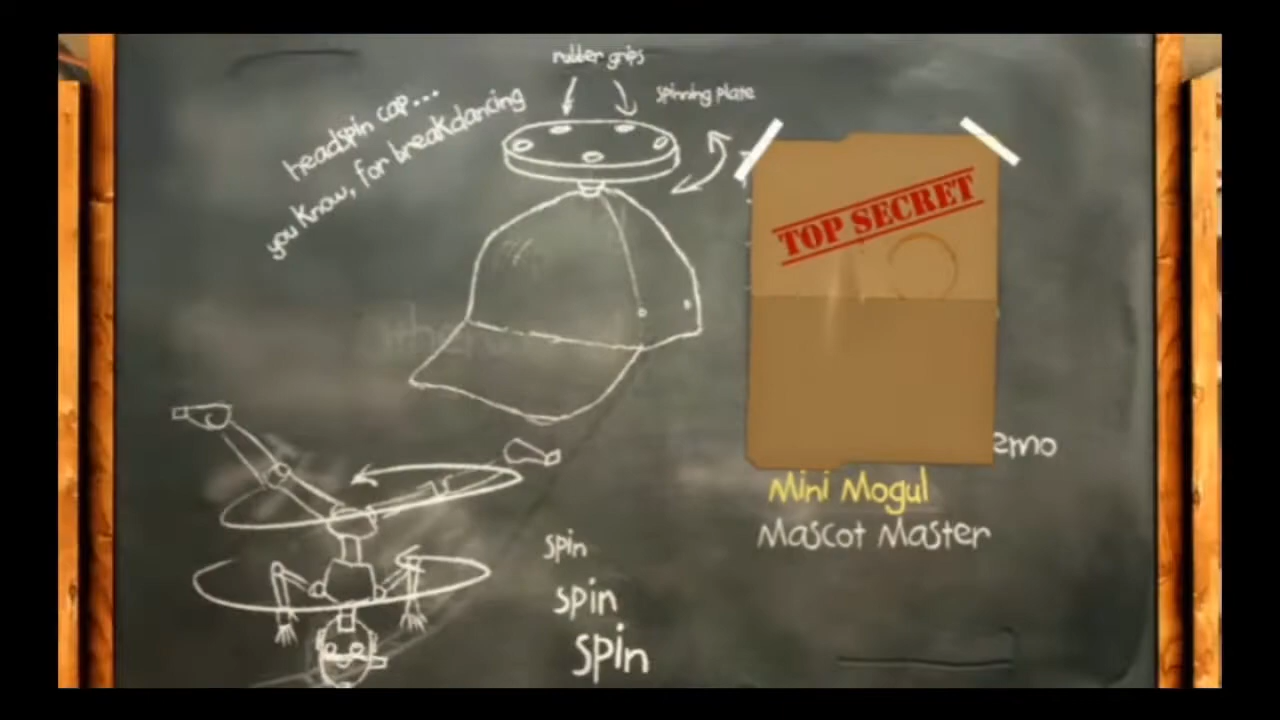 rubber grips
spinning plate
headspin cap...
you know, for breakdancing
TOP SECRET
emo
Mini Mogul
Mascot Master
spin
spin
spin